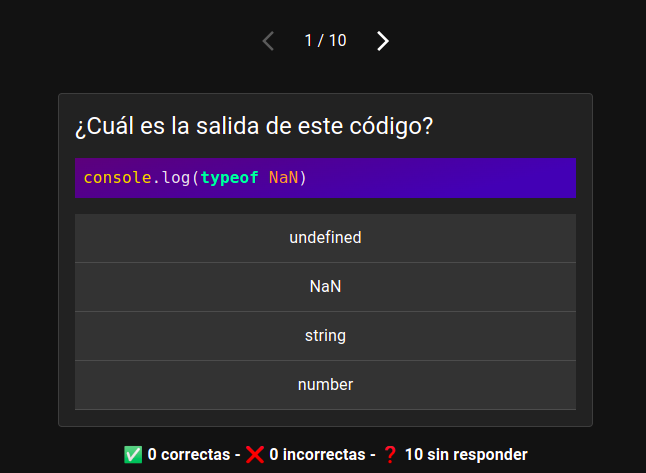 1 / 10
¿Cuál es la salida de este código?
console.log(typeof NaN)
undefined
NaN
string
number
✅ 0 correctas - ❌ 0 incorrectas - ❓ 10 sin responder